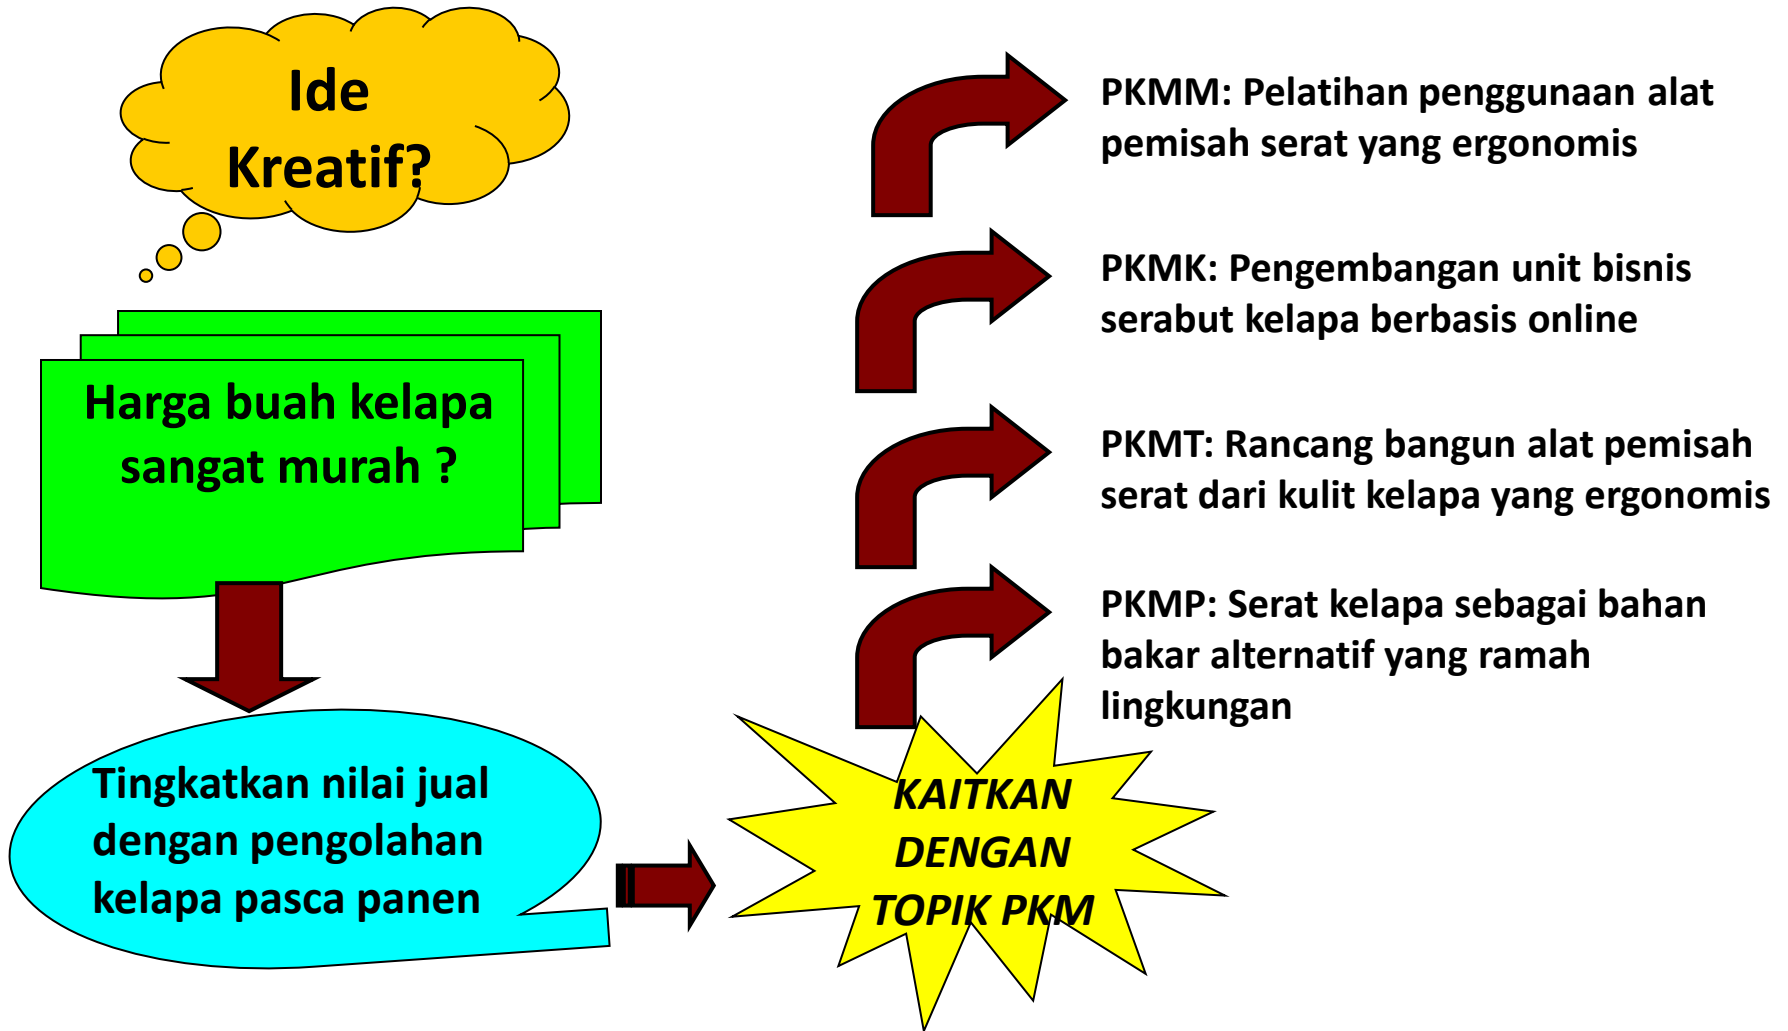 Ide
Kreatif?
Harga buah kelapa
sangat murah ?
Tingkatkan nilai jual
dengan pengolahan
kelapa pasca panen
KAITKAN
DENGAN
TOPIK PKM
PKMM: Pelatihan penggunaan alat
pemisah serat yang ergonomis
PKMK: Pengembangan unit bisnis
serabut kelapa berbasis online
PKMT: Rancang bangun alat pemisah
serat dari kulit kelapa yang ergonomis
PKMP: Serat kelapa sebagai bahan
bakar alternatif yang ramah
lingkungan